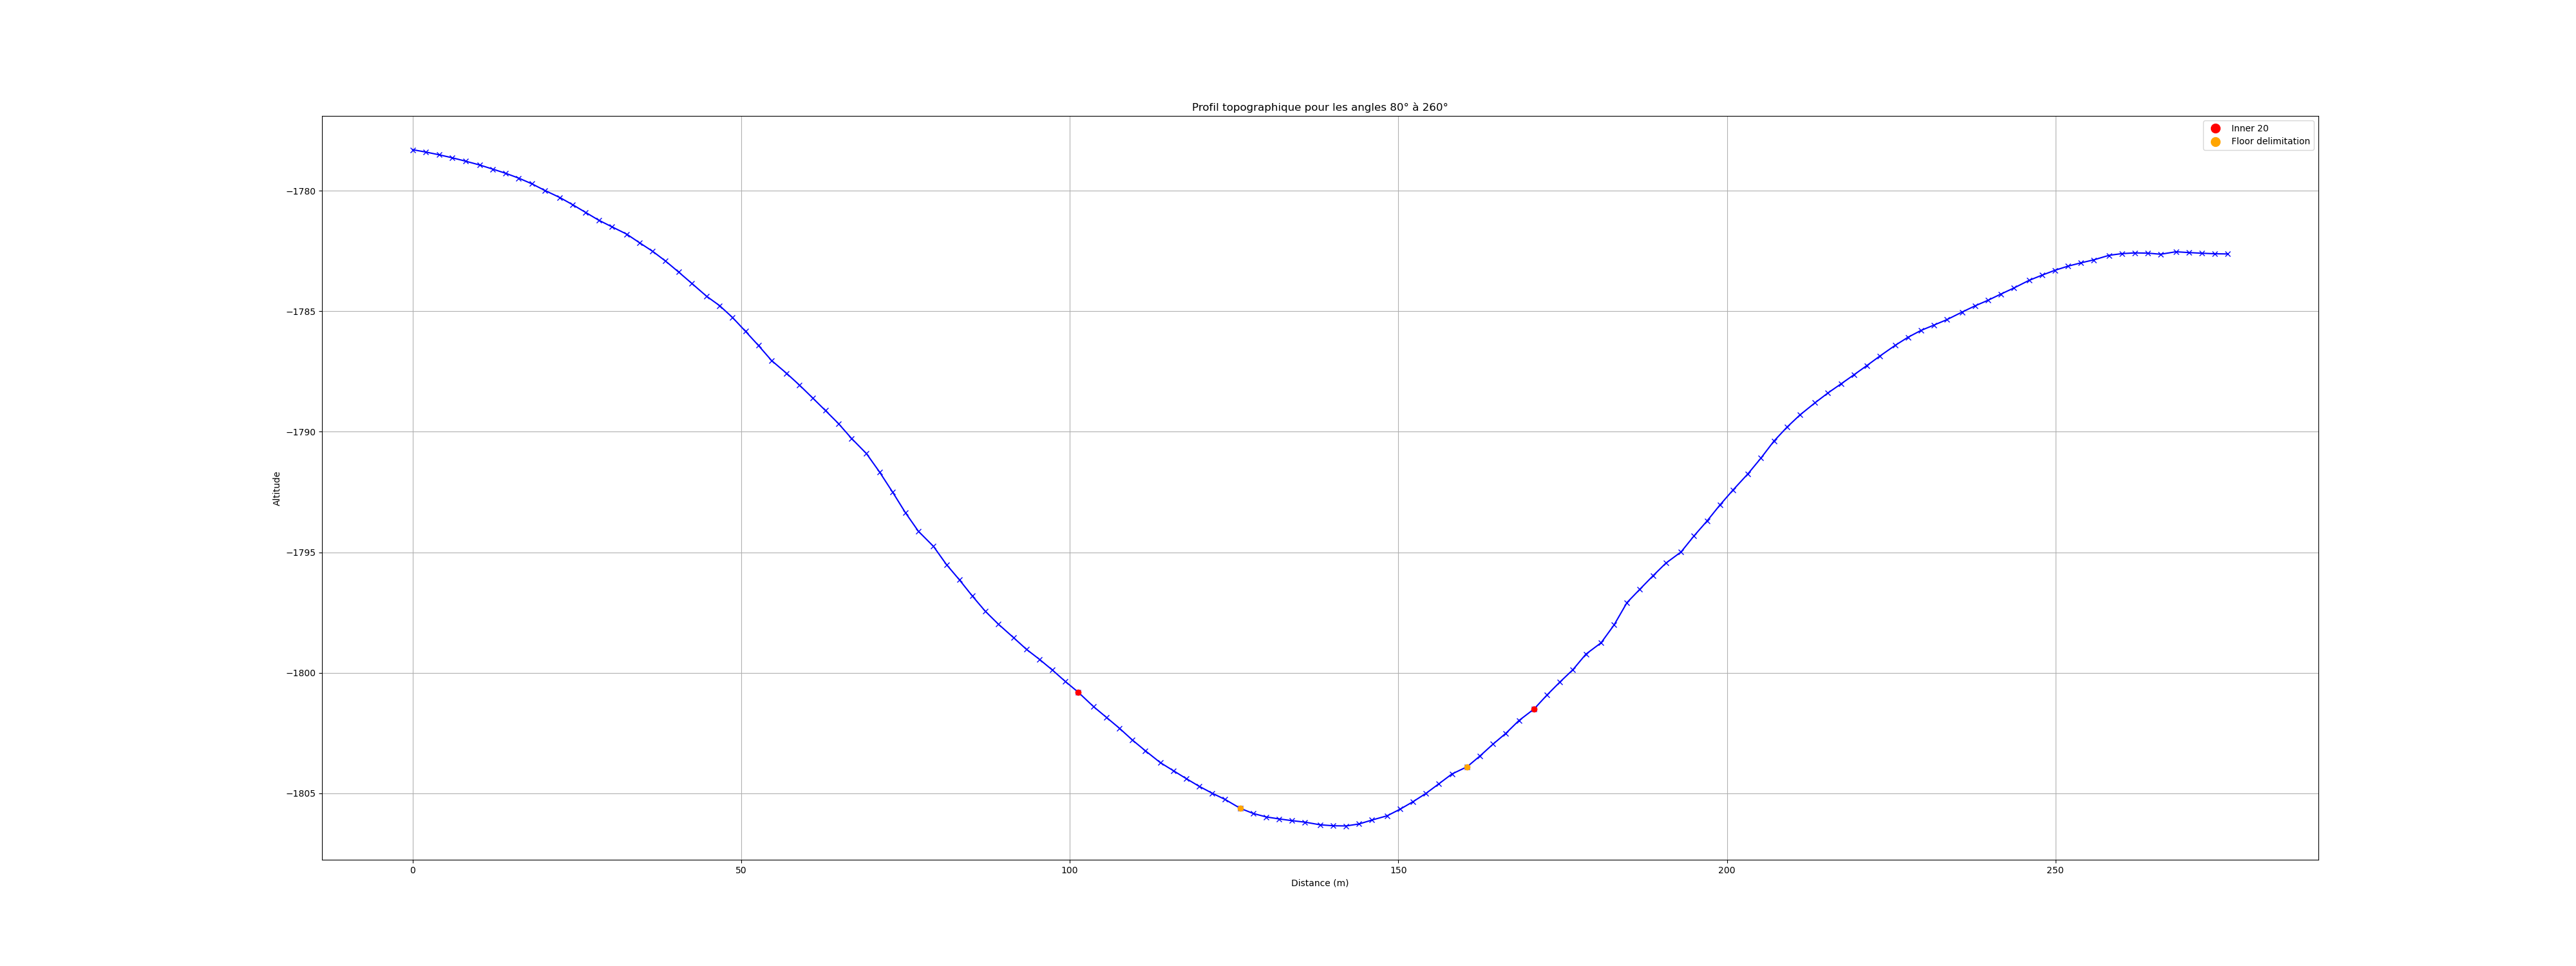 Profil topographique pour les angles 80° à 260°
Inner 20
Floor delimitation
−1780
−1785
−1790
−1795
−1800
−1805
Altitude
0 50 100 150 200 250
Distance (m)